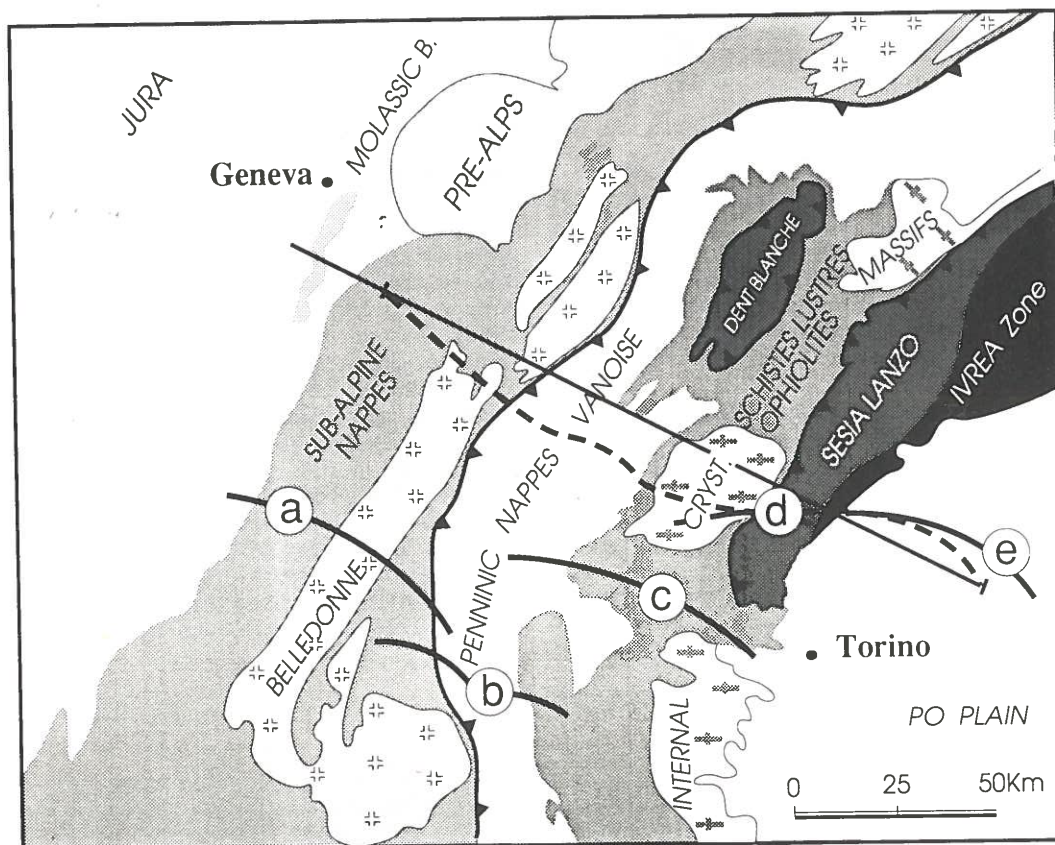 JURA
MOLASSIC B.
PRE-ALPS
Geneva
MASSIFS
DENT BLANCHE
SCHISTES LUSTRES
OPHIOLITES
IVREA Zone
SESIA LANZO
VANOISE
SUB-ALPINE
NAPPES
CRYST.
a
d
NAPPES
e
BELLEDONNE
PENNINIC
c
Torino
b
PO PLAIN
INTERNAL
0 25 50Km